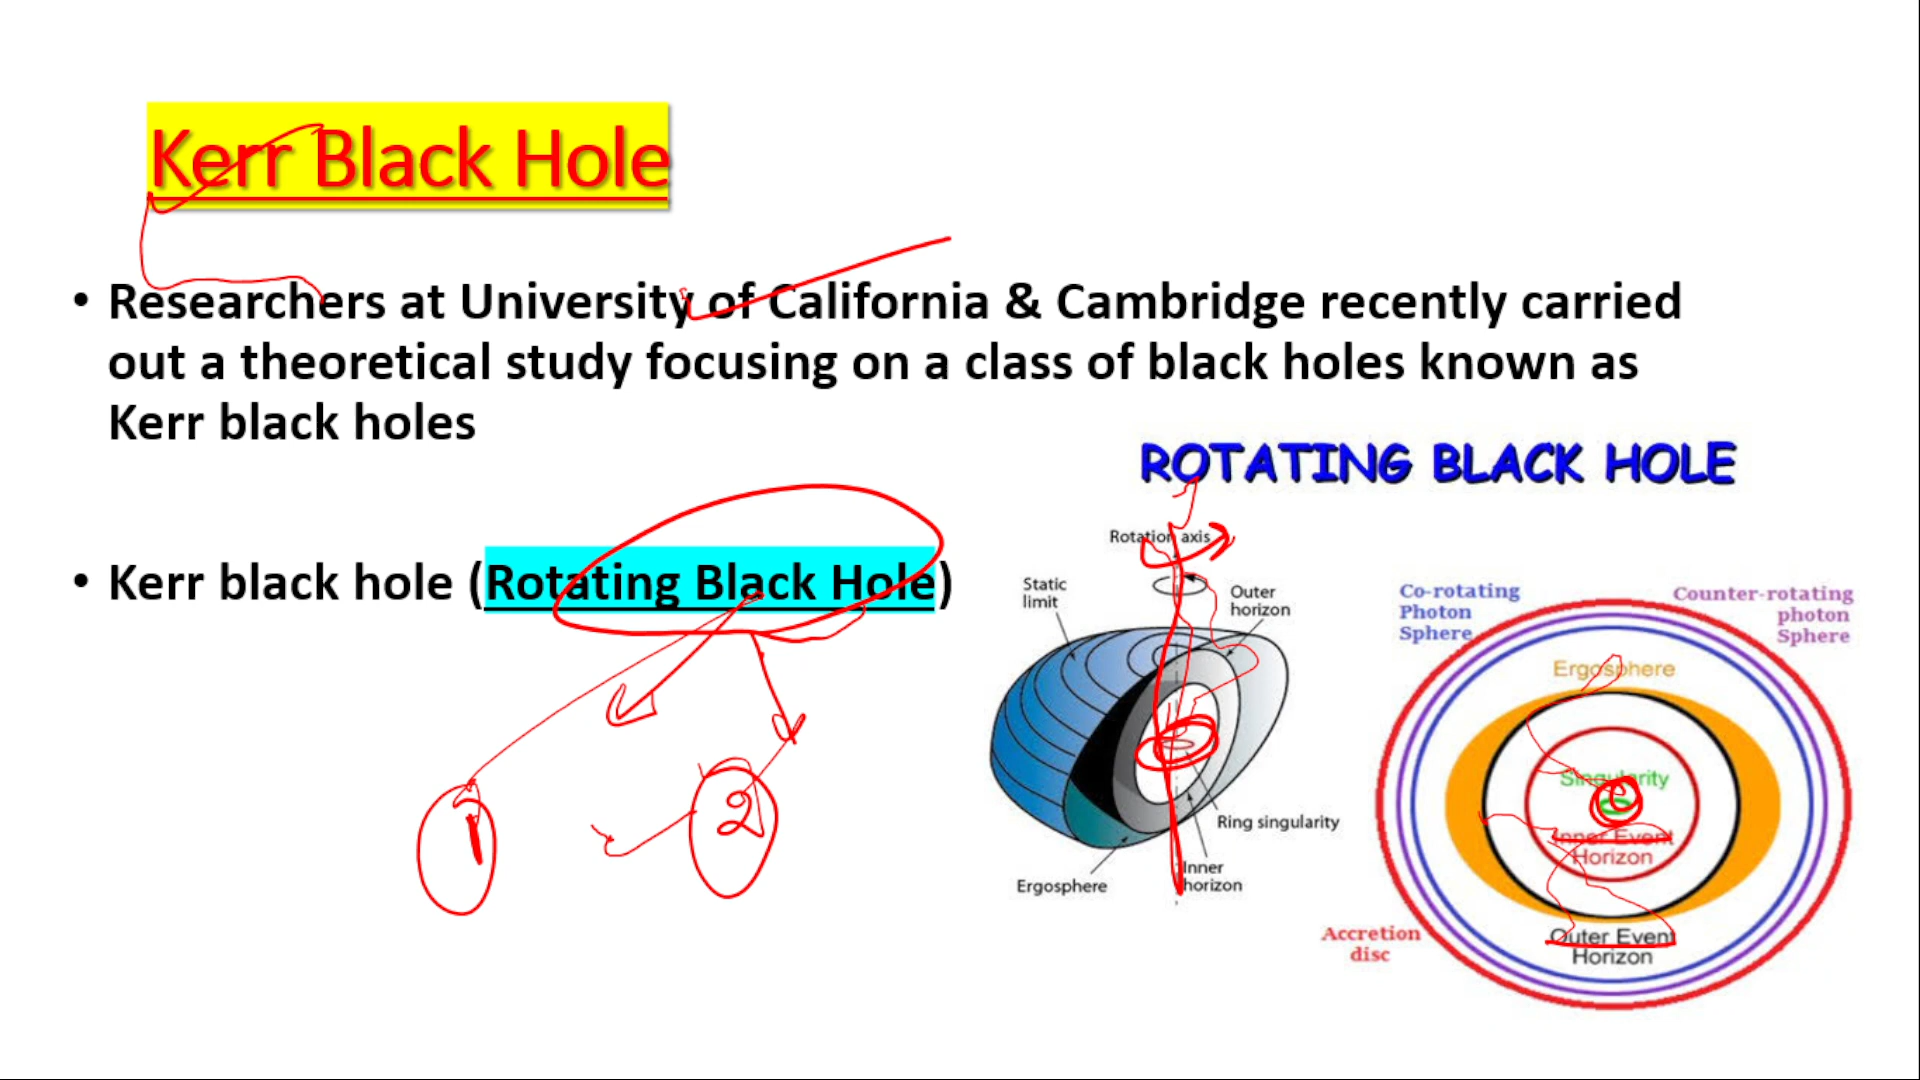 Kerr Black Hole
• Researchers at University of California & Cambridge recently carried
out a theoretical study focusing on a class of black holes known as
Kerr black holes
• Kerr black hole (Rotating Black Hole)
1
2
ROTATING BLACK HOLE
Rotation axis
Static
limit
Outer
horizon
Ring singularity
Inner
horizon
Ergosphere
Co-rotating
Photon
Sphere
Counter-rotating
photon
Sphere
Ergosphere
Singularity
Inner Event
Horizon
Outer Event
Horizon
Accretion
disc